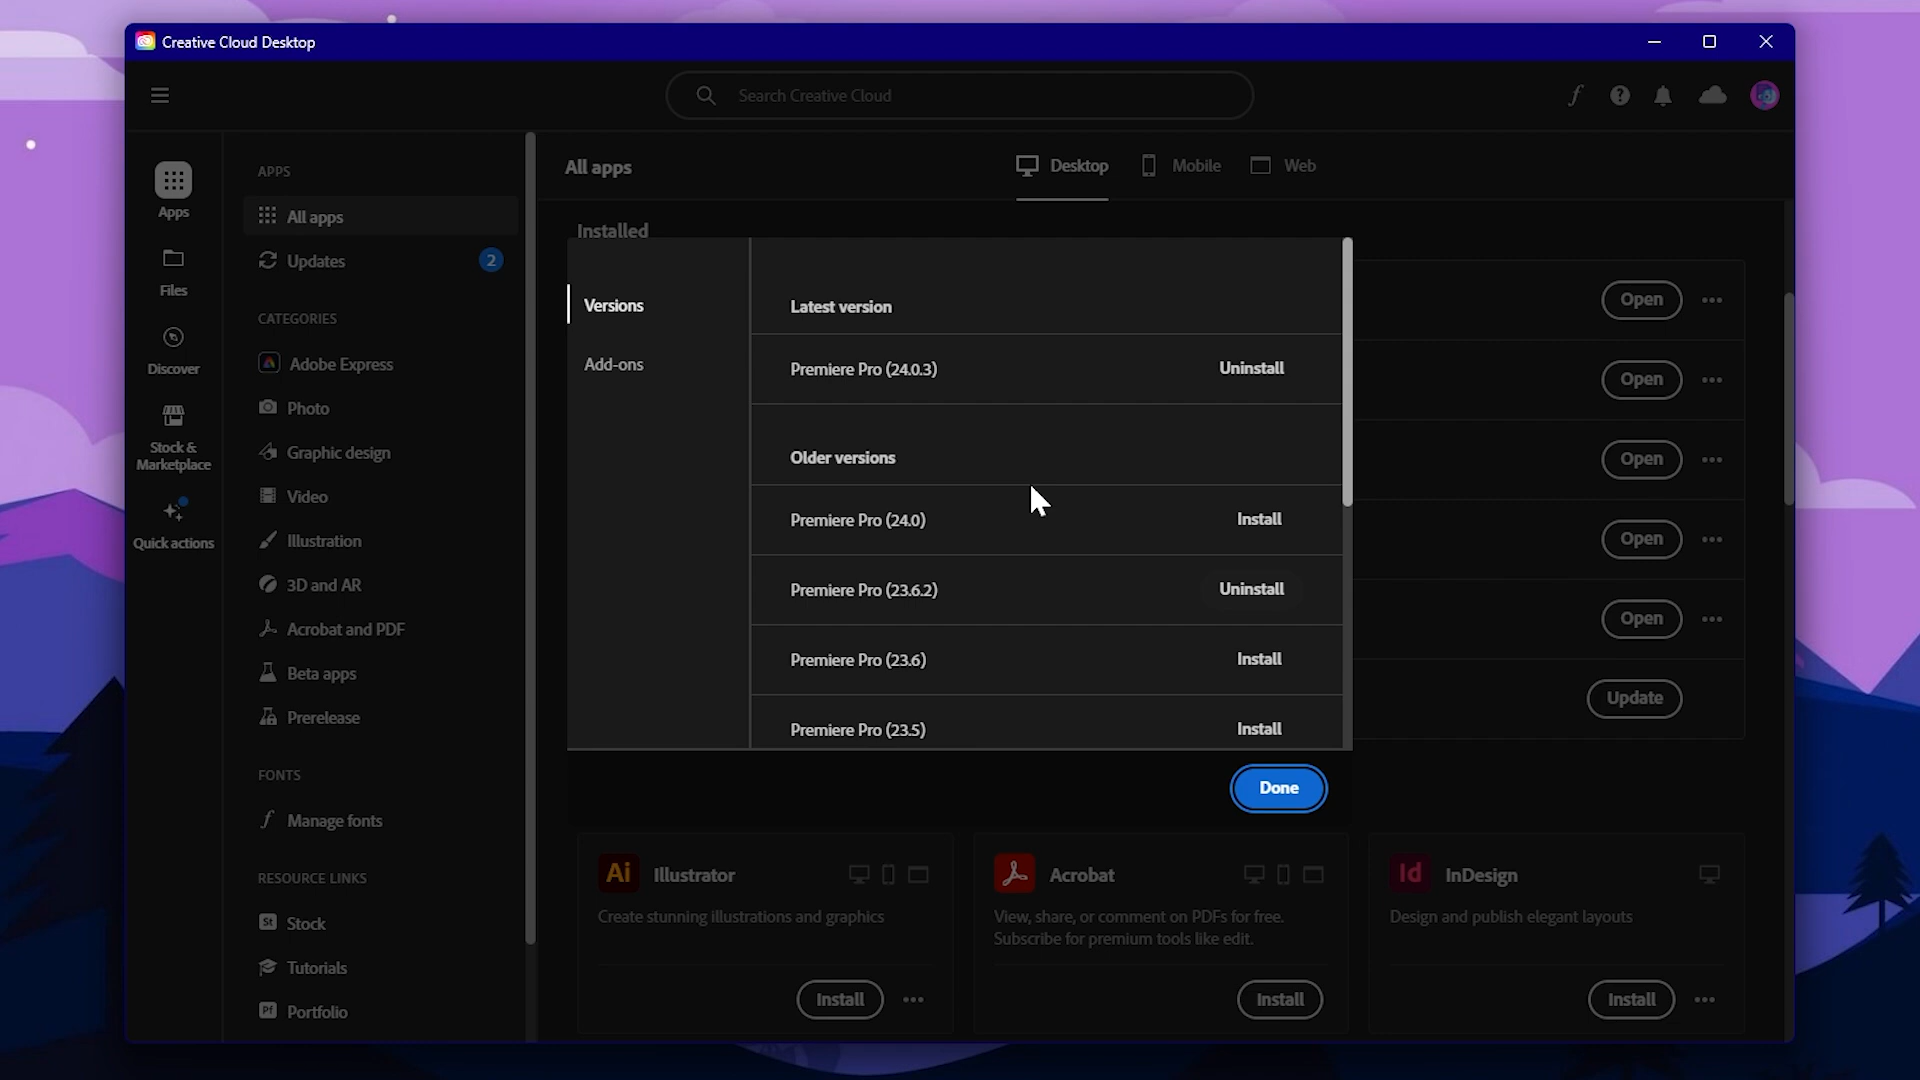 Creative Cloud Desktop
Search Creative Cloud
Apps
Files
Discover
Stock &
Marketplace
Quick actions
APPS
All apps
Updates
2
CATEGORIES
Adobe Express
Photo
Graphic design
Video
Illustration
3D and AR
Acrobat and PDF
Beta apps
Prerelease
FONTS
Manage fonts
RESOURCE LINKS
St Stock
Tutorials
Pf Portfolio
All apps
Desktop
Mobile
Web
Installed
Versions
Add-ons
Latest version
Premiere Pro (24.0.3) Uninstall
Older versions
Premiere Pro (24.0) Install
Premiere Pro (23.6.2) Uninstall
Premiere Pro (23.6) Install
Premiere Pro (23.5) Install
Done
Open
Open
Open
Open
Open
Update
Ai Illustrator
Create stunning illustrations and graphics
Install
Acrobat
View, share, or comment on PDFs for free.
Subscribe for premium tools like edit.
Install
Id InDesign
Design and publish elegant layouts
Install